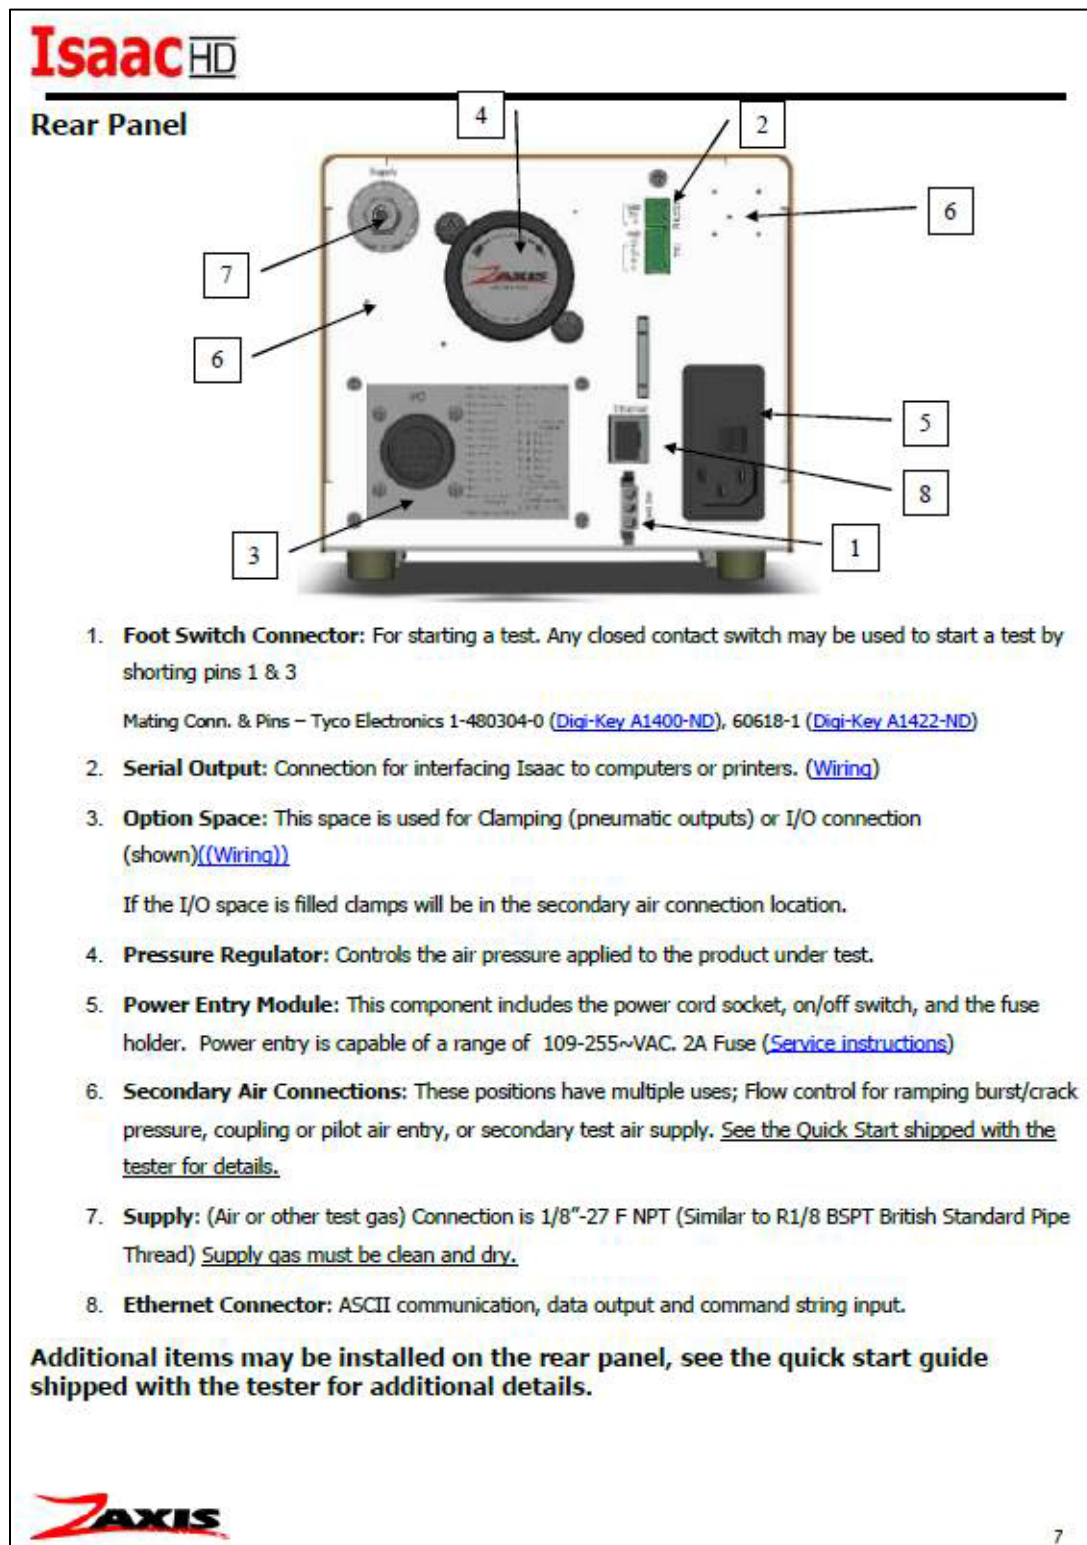 Isaac HD
Rear Panel
4
2
Supply
6
7
ZAXIS
6
I/O
Ethernet
5
8
3
1
1. Foot Switch Connector: For starting a test. Any closed contact switch may be used to start a test by
shorting pins 1 & 3
Mating Conn. & Pins – Tyco Electronics 1-480304-0 (Digi-Key A1400-ND), 60618-1 (Digi-Key A1422-ND)
2. Serial Output: Connection for interfacing Isaac to computers or printers. (Wiring)
3. Option Space: This space is used for Clamping (pneumatic outputs) or I/O connection
(shown)((Wiring))
If the I/O space is filled clamps will be in the secondary air connection location.
4. Pressure Regulator: Controls the air pressure applied to the product under test.
5. Power Entry Module: This component includes the power cord socket, on/off switch, and the fuse
holder. Power entry is capable of a range of 109-255~VAC. 2A Fuse (Service instructions)
6. Secondary Air Connections: These positions have multiple uses; Flow control for ramping burst/crack
pressure, coupling or pilot air entry, or secondary test air supply. See the Quick Start shipped with the
tester for details.
7. Supply: (Air or other test gas) Connection is 1/8"-27 F NPT (Similar to R1/8 BSPT British Standard Pipe
Thread) Supply gas must be clean and dry.
8. Ethernet Connector: ASCII communication, data output and command string input.
Additional items may be installed on the rear panel, see the quick start guide
shipped with the tester for additional details.
ZAXIS
7